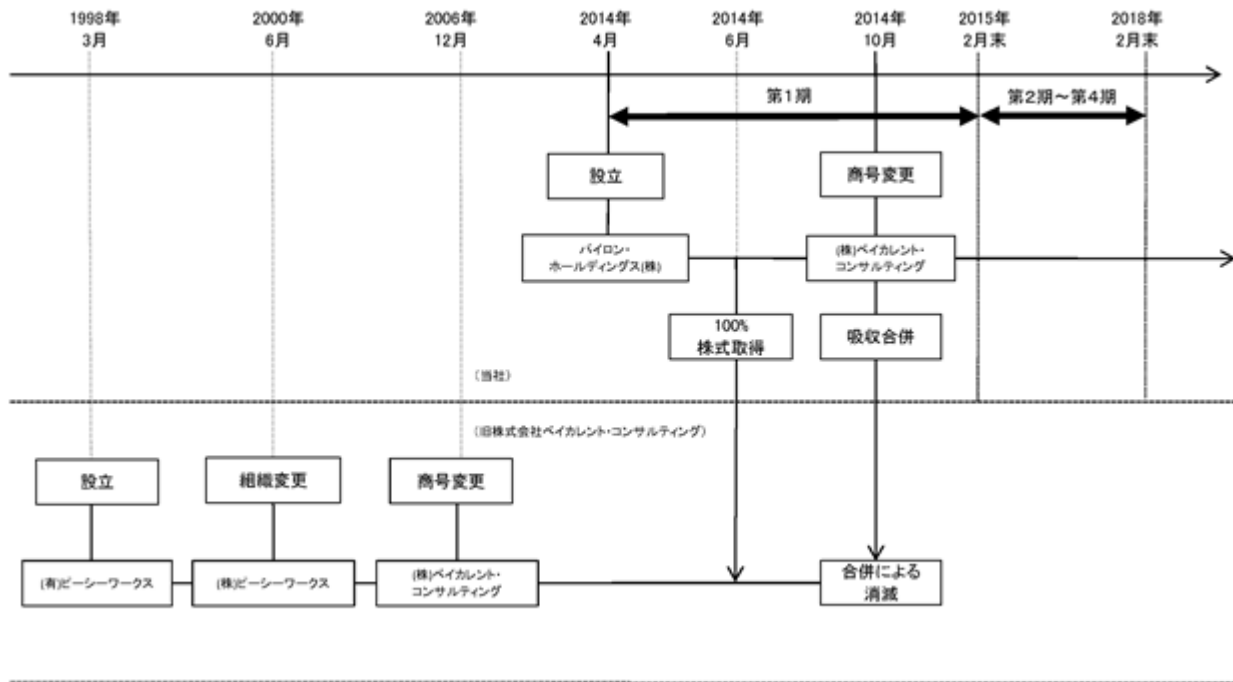 1998年
3月
2000年
6月
2006年
12月
2014年
4月
2014年
6月
2014年
10月
2015年
2月末
2018年
2月末
第1期
第2期~第4期
設立
商号変更
バイロン・
ホールディングス(株)
(株)ベイカレント・
コンサルティング
100%
株式取得
吸収合併
(当社)
(旧株式会社ベイカレント・コンサルティング)
設立
組織変更
商号変更
(有)ピーシーワークス
(株)ピーシーワークス
(株)ベイカレント・
コンサルティング
合併による
消滅